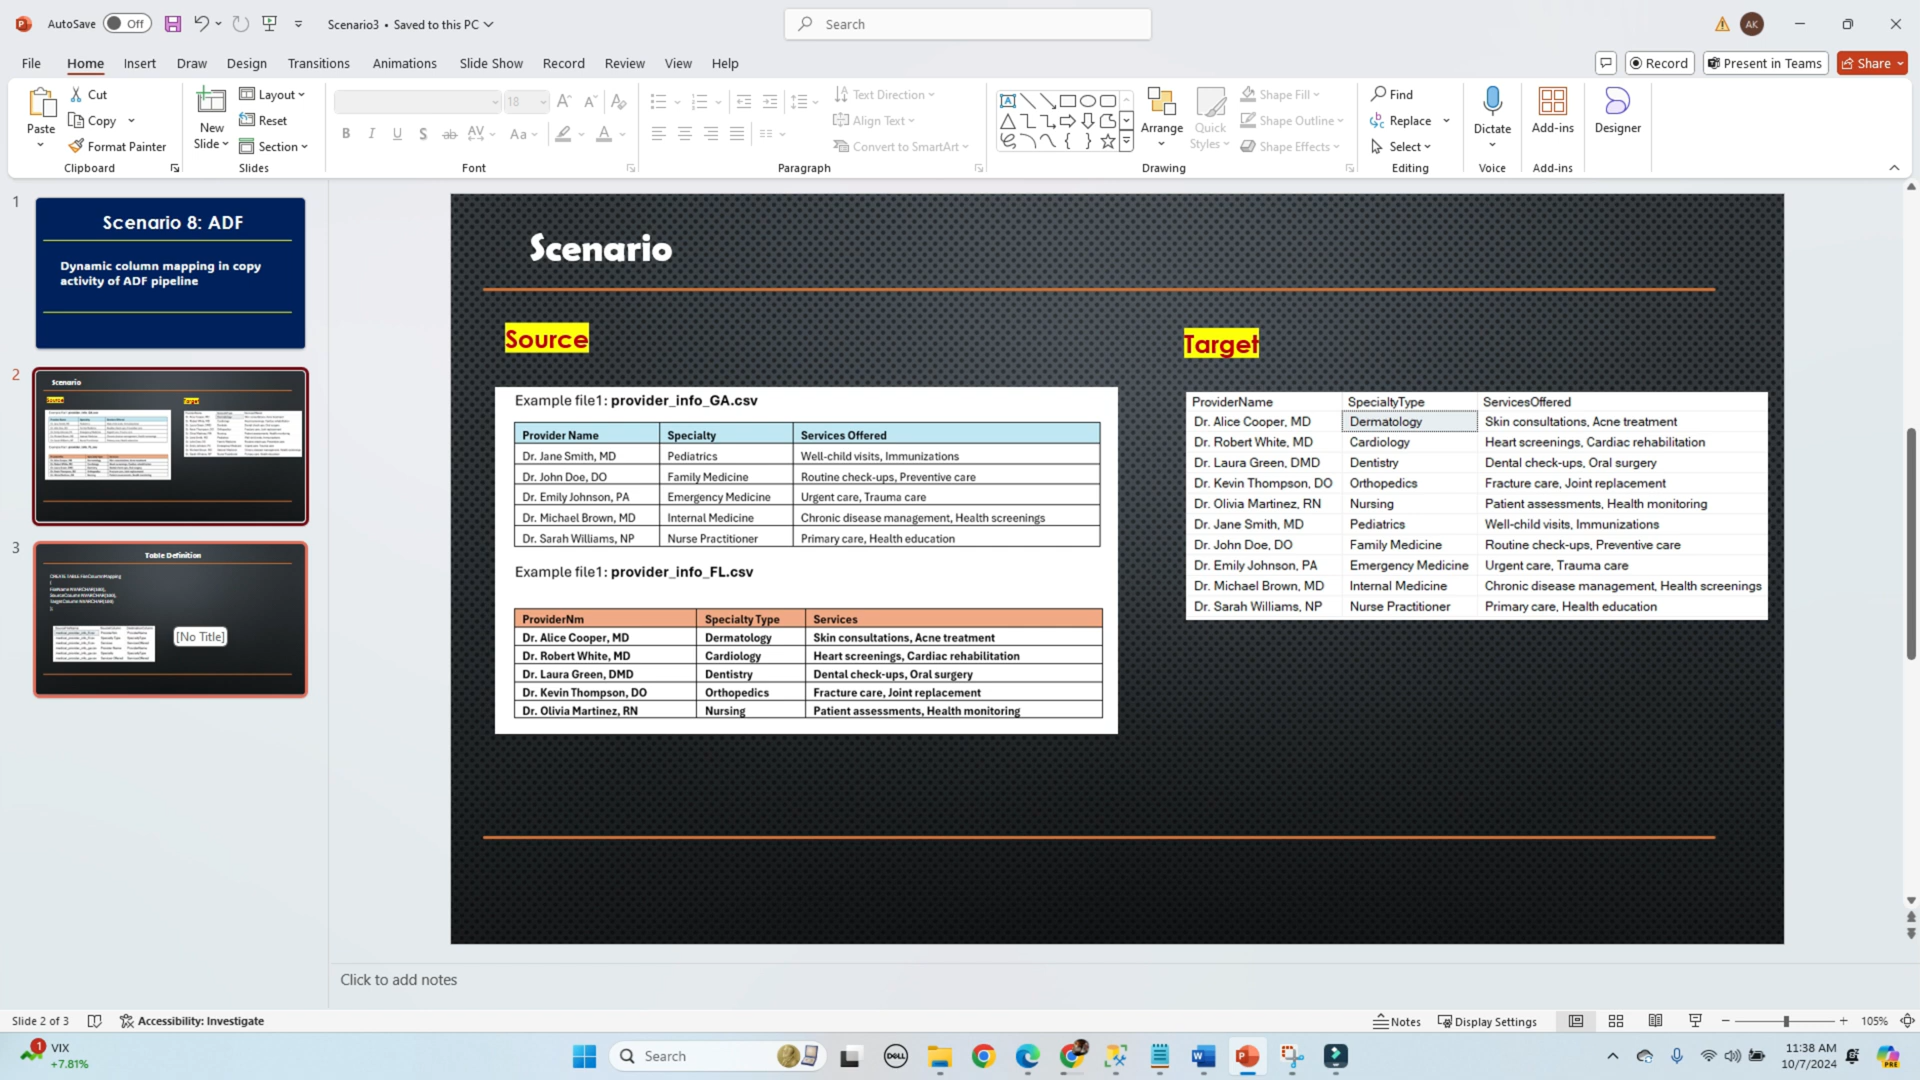 AutoSave Off Scenario3 • Saved to this PC Search AK
File Home Insert Draw Design Transitions Animations Slide Show Record Review View Help Record Present in Teams Share
Paste
Cut
Copy
Format Painter
Clipboard
New
Slide
Layout
Reset
Section
Slides
18
Font
Text Direction
Align Text
Convert to SmartArt
Paragraph
Arrange
Quick
Styles
Shape Fill
Shape Outline
Shape Effects
Drawing
Find
Replace
Select
Editing
Dictate
Voice
Add-ins
Add-ins
Designer
1
Scenario 8: ADF
Dynamic column mapping in copy
activity of ADF pipeline
2
Scenario
Source
Target
3
Table Definition
[No Title]
Scenario
Source
Example file1: provider_info_GA.csv
Provider Name Specialty Services Offered
Dr. Jane Smith, MD Pediatrics Well-child visits, Immunizations
Dr. John Doe, DO Family Medicine Routine check-ups, Preventive care
Dr. Emily Johnson, PA Emergency Medicine Urgent care, Trauma care
Dr. Michael Brown, MD Internal Medicine Chronic disease management, Health screenings
Dr. Sarah Williams, NP Nurse Practitioner Primary care, Health education
Example file1: provider_info_FL.csv
ProviderNm Specialty Type Services
Dr. Alice Cooper, MD Dermatology Skin consultations, Acne treatment
Dr. Robert White, MD Cardiology Heart screenings, Cardiac rehabilitation
Dr. Laura Green, DMD Dentistry Dental check-ups, Oral surgery
Dr. Kevin Thompson, DO Orthopedics Fracture care, Joint replacement
Dr. Olivia Martinez, RN Nursing Patient assessments, Health monitoring
Target
ProviderName SpecialtyType ServicesOffered
Dr. Alice Cooper, MD Dermatology Skin consultations, Acne treatment
Dr. Robert White, MD Cardiology Heart screenings, Cardiac rehabilitation
Dr. Laura Green, DMD Dentistry Dental check-ups, Oral surgery
Dr. Kevin Thompson, DO Orthopedics Fracture care, Joint replacement
Dr. Olivia Martinez, RN Nursing Patient assessments, Health monitoring
Dr. Jane Smith, MD Pediatrics Well-child visits, Immunizations
Dr. John Doe, DO Family Medicine Routine check-ups, Preventive care
Dr. Emily Johnson, PA Emergency Medicine Urgent care, Trauma care
Dr. Michael Brown, MD Internal Medicine Chronic disease management, Health screenings
Dr. Sarah Williams, NP Nurse Practitioner Primary care, Health education
Click to add notes
Slide 2 of 3 Accessibility: Investigate Notes Display Settings 105%
1 VIX
+7.81%
Search
DELL
11:38 AM
10/7/2024
PRE